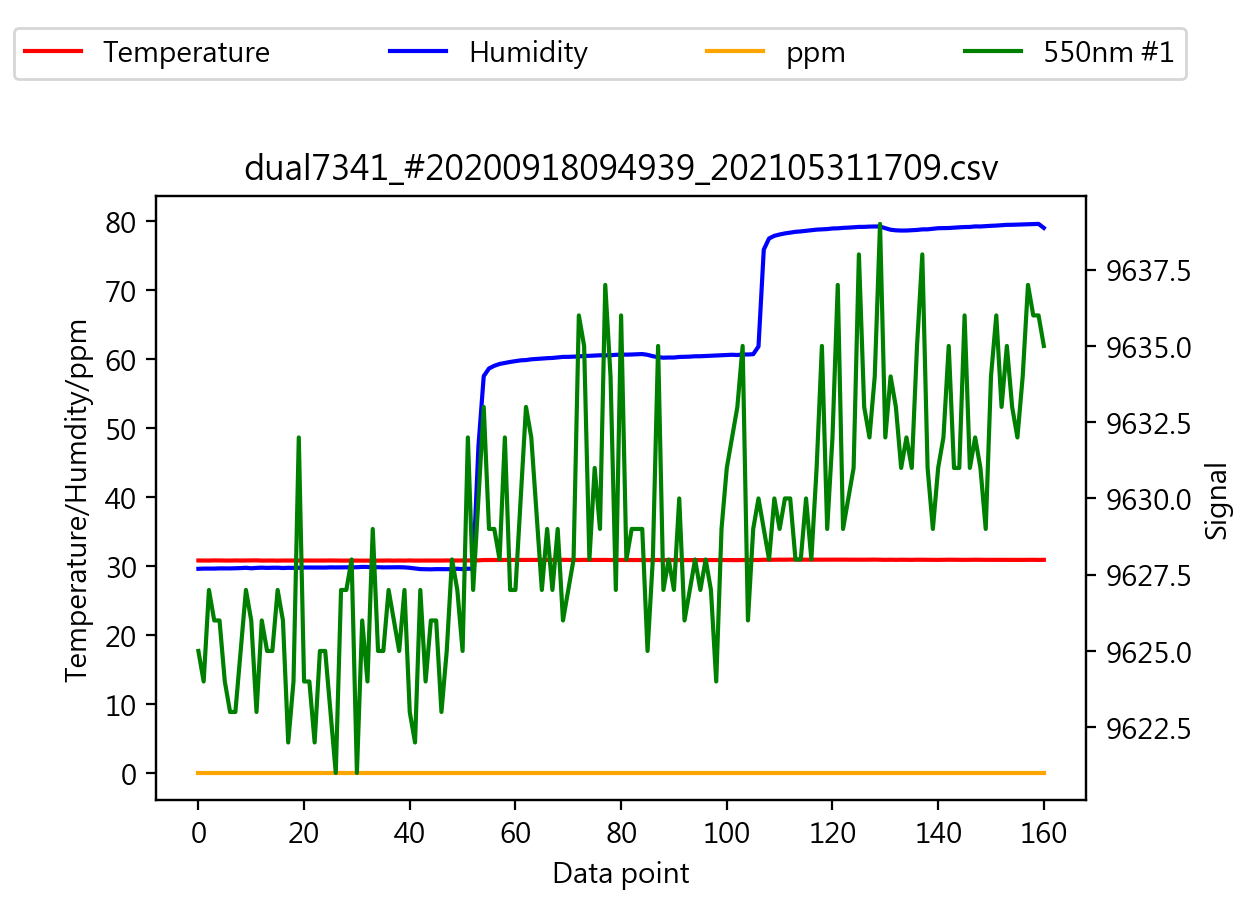 Temperature Humidity ppm 550nm #1
dual7341_#20200918094939_202105311709.csv
80
70
60
50
40
30
20
10
0
Temperature/Humdity/ppm
9637.5
9635.0
9632.5
9630.0
9627.5
9625.0
9622.5
Signal
0 20 40 60 80 100 120 140 160
Data point